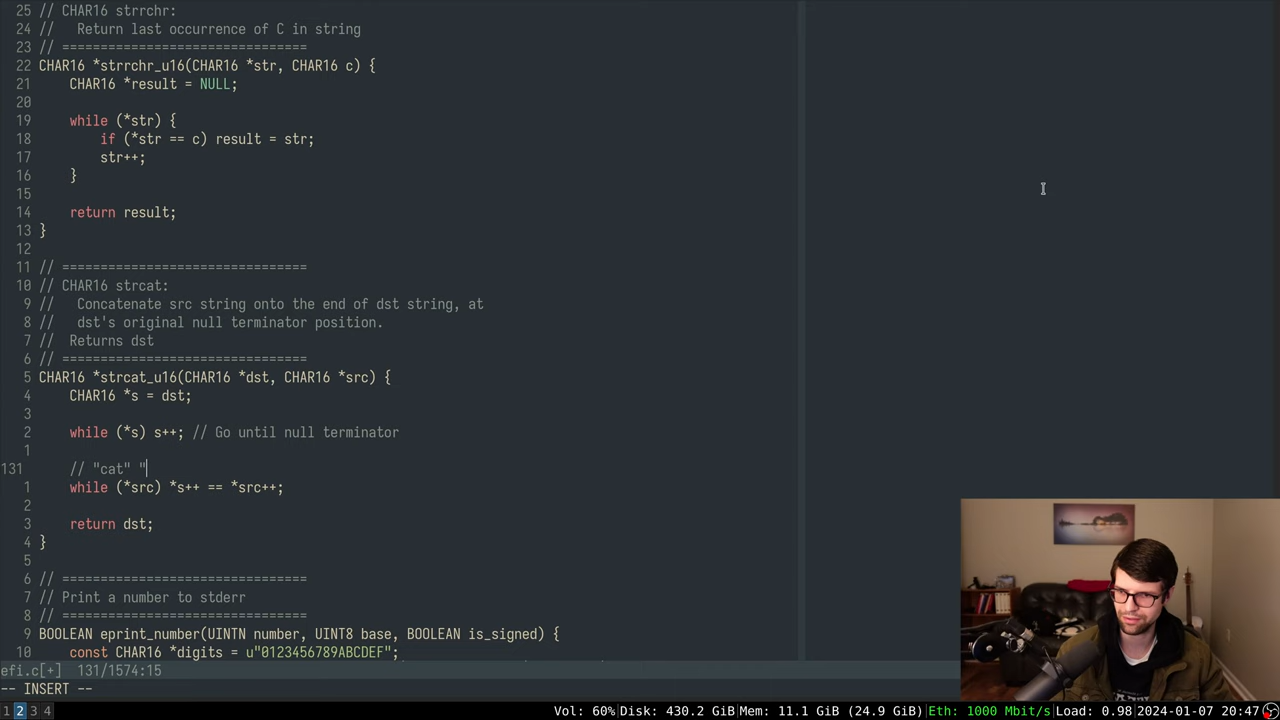 25 // CHAR16 strrchr:
24 //   Return last occurrence of C in string
23 // ================================
22 CHAR16 *strrchr_u16(CHAR16 *str, CHAR16 c) {
21     CHAR16 *result = NULL;
20
19     while (*str) {
18         if (*str == c) result = str;
17         str++;
16     }
15
14     return result;
13 }
12
11 // ================================
10 // CHAR16 strcat:
9 //   Concatenate src string onto the end of dst string, at
8 //   dst's original null terminator position.
7 //  Returns dst
6 // ================================
5 CHAR16 *strcat_u16(CHAR16 *dst, CHAR16 *src) {
4     CHAR16 *s = dst;
3
2     while (*s) s++; // Go until null terminator
1
131     // "cat" "
1     while (*src) *s++ == *src++;
2
3     return dst;
4 }
5
6 // ================================
7 // Print a number to stderr
8 // ================================
9 BOOLEAN eprint_number(UINTN number, UINT8 base, BOOLEAN is_signed) {
10     const CHAR16 *digits = u"0123456789ABCDEF";
efi.c[+]  131/1574:15
-- INSERT --
1 2 3 4 Vol: 60% Disk: 430.2 GiB Mem: 11.1 GiB (24.9 GiB) Eth: 1000 Mbit/s Load: 0.98 2024-01-07 20:47